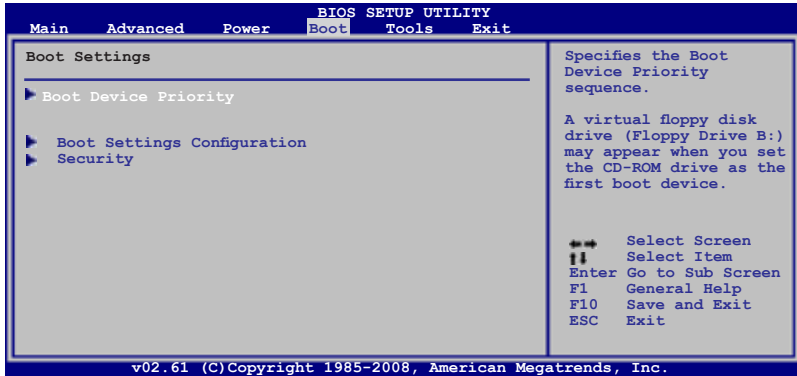 BIOS SETUP UTILITY
Main Advanced Power Boot Tools Exit
Boot Settings
Boot Device Priority
Boot Settings Configuration
Security
Specifies the Boot
Device Priority
sequence.
A virtual floppy disk
drive (Floppy Drive B:)
may appear when you set
the CD-ROM drive as the
first boot device.
←→ Select Screen
↑↓ Select Item
Enter Go to Sub Screen
F1 General Help
F10 Save and Exit
ESC Exit
v02.61 (C)Copyright 1985-2008, American Megatrends, Inc.